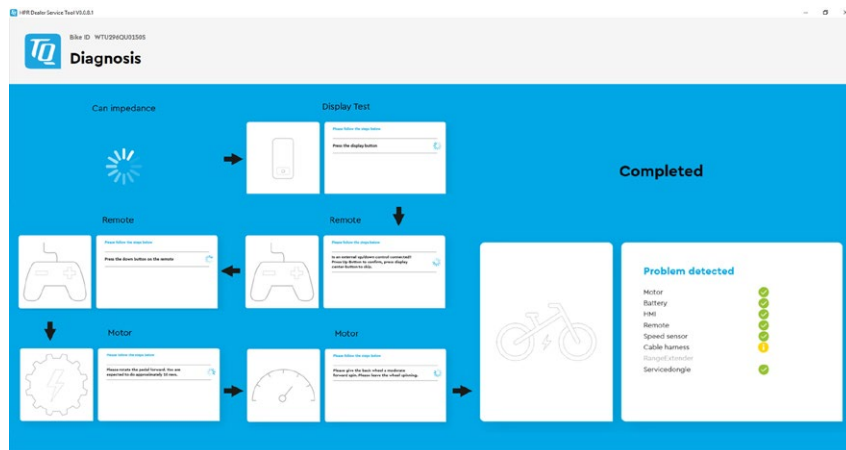 HPR Dealer Service Tool V0.0.8.1
TQ
Bike ID WTU296QU01505
Diagnosis
Can impedance
Display Test
Please follow the steps below
Press the display button
Completed
Remote
Please follow the steps below
Press the down button on the remote
Remote
Please follow the steps below
Is an external up/down control connected?
Press Up-Button to confirm, press display
center button to skip.
Problem detected
Motor
Battery
HMI
Remote
Speed sensor
Cable harness
RangeExtender
Servicedongle
Motor
Please follow the steps below
Please rotate the pedal forward. You are
expected to do approximately 10 revs.
Motor
Please follow the steps below
Please give the back wheel a moderate
forward spin. Please leave the wheel spinning.